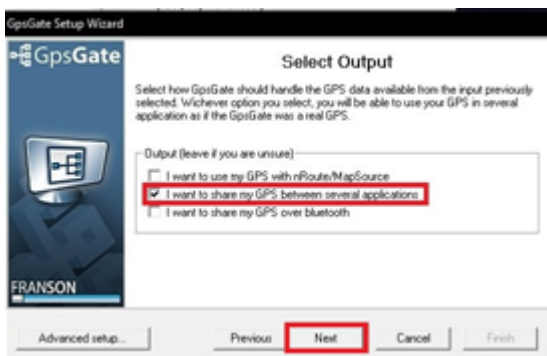 GpsGate Setup Wizard
GpsGate
Select Output
Select how GpsGate should handle the GPS data available from the input previously
selected. Wichever option you select, you will be able to use your GPS in several
application as if the GpsGate was a real GPS.
Output (leave if you are unsure)
I want to use my GPS with nRoute/MapSource
I want to share my GPS between several applications
I want to share my GPS over bluetooth
FRANSON
Advanced setup...
Previous
Next
Cancel
Finish